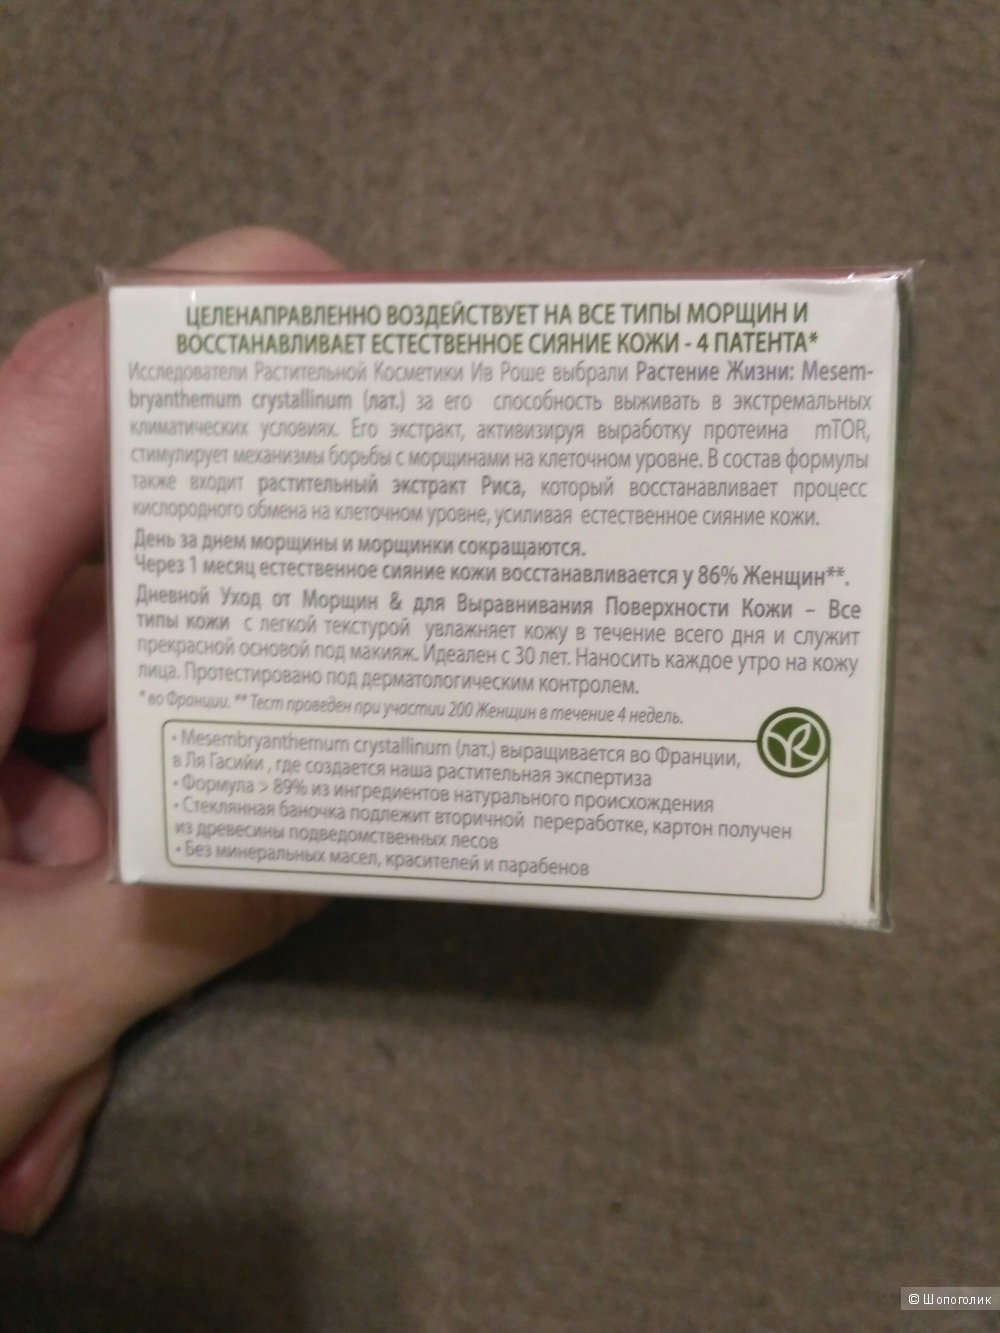 ЦЕЛЕНАПРАВЛЕННО ВОЗДЕЙСТВУЕТ НА ВСЕ ТИПЫ МОРЩИН И
ВОССТАНАВЛИВАЕТ ЕСТЕСТВЕННОЕ СИЯНИЕ КОЖИ - 4 ПАТЕНТА*
Исследователи Растительной Косметики Ив Роше выбрали Растение Жизни: Mesem-
bryanthemum crystallinum (лат.) за его способность выживать в экстремальных
климатических условиях. Его экстракт, активизируя выработку протеина mTOR,
стимулирует механизмы борьбы с морщинами на клеточном уровне. В состав формулы
также входит растительный экстракт Риса, который восстанавливает процесс
кислородного обмена на клеточном уровне, усиливая естественное сияние кожи.
День за днем морщины и морщинки сокращаются.
Через 1 месяц естественное сияние кожи восстанавливается у 86% Женщин**.
Дневной Уход от Морщин & для Выравнивания Поверхности Кожи – Все
типы кожи с легкой текстурой увлажняет кожу в течение всего дня и служит
прекрасной основой под макияж. Идеален с 30 лет. Наносить каждое утро на кожу
лица. Протестировано под дерматологическим контролем.
* во Франции. ** Тест проведен при участии 200 Женщин в течение 4 недель.
• Mesembryanthemum crystallinum (лат.) выращивается во Франции,
в Ля Гасийи , где создается наша растительная экспертиза
• Формула > 89% из ингредиентов натурального происхождения
• Стеклянная баночка подлежит вторичной переработке, картон получен
из древесины подведомственных лесов
• Без минеральных масел, красителей и парабенов
© Шопоголик